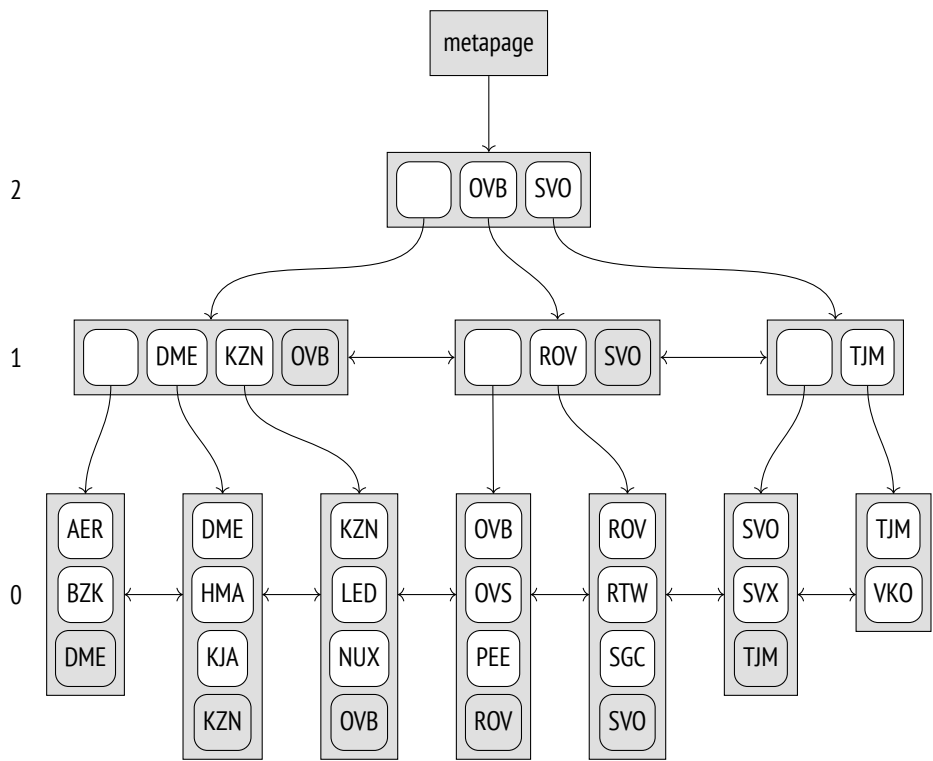 metapage
2 OVB SVO
1 DME KZN OVB ROV SVO TJM
AER DME KZN OVB ROV SVO TJM
0 BZK HMA LED OVS RTW SVX VKO
DME KJA NUX PEE SGC TJM
KZN OVB ROV SVO